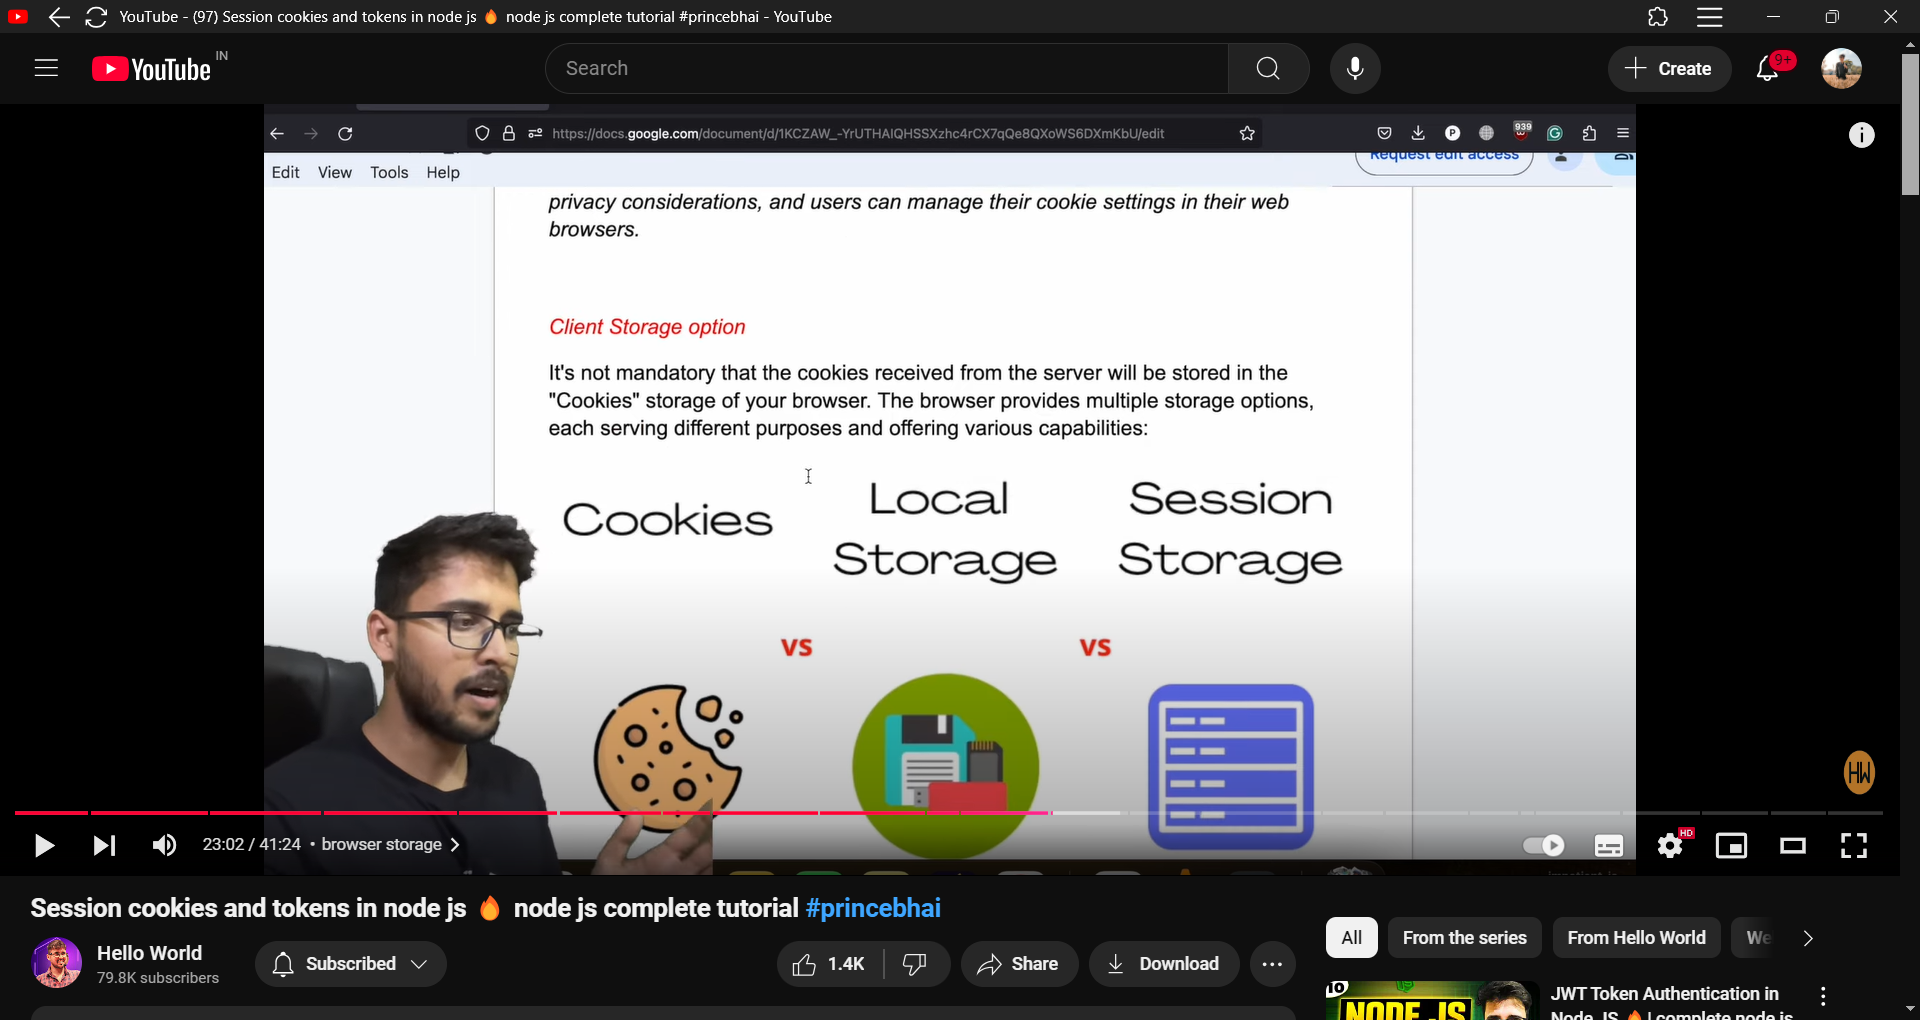 YouTube - (97) Session cookies and tokens in node js 🔥 node js complete tutorial #princebhai - YouTube
YouTube IN
Search
Create
9+
https://docs.google.com/document/d/1KCZAW_-YrUTHAIQHSSXzhc4rCX7qQe8QXoWS6DXmKbU/edit
939
Edit View Tools Help
Request edit access
privacy considerations, and users can manage their cookie settings in their web
browsers.
Client Storage option
It's not mandatory that the cookies received from the server will be stored in the
"Cookies" storage of your browser. The browser provides multiple storage options,
each serving different purposes and offering various capabilities:
Cookies
Local
Storage
Session
Storage
vs
vs
HW
23:02 / 41:24 • browser storage
HD
Session cookies and tokens in node js 🔥 node js complete tutorial #princebhai
Hello World
79.8K subscribers
Subscribed
1.4K
Share
Download
All
From the series
From Hello World
We
10
NODE JS
JWT Token Authentication in
Node JS 🔥 | complete node js